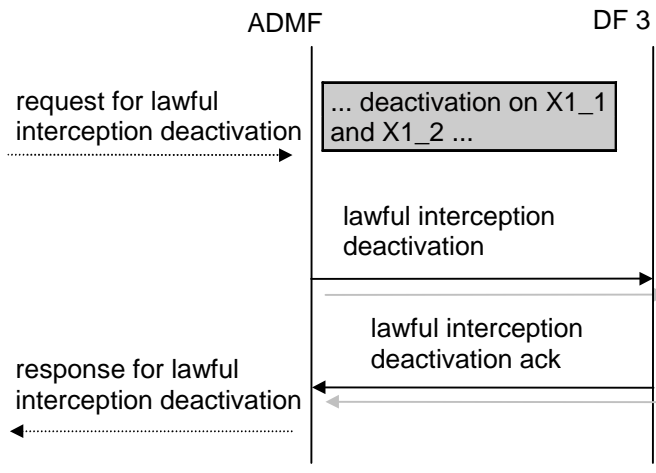 ADMF
DF 3
request for lawful
interception deactivation
... deactivation on X1_1
and X1_2 ...
lawful interception
deactivation
lawful interception
deactivation ack
response for lawful
interception deactivation